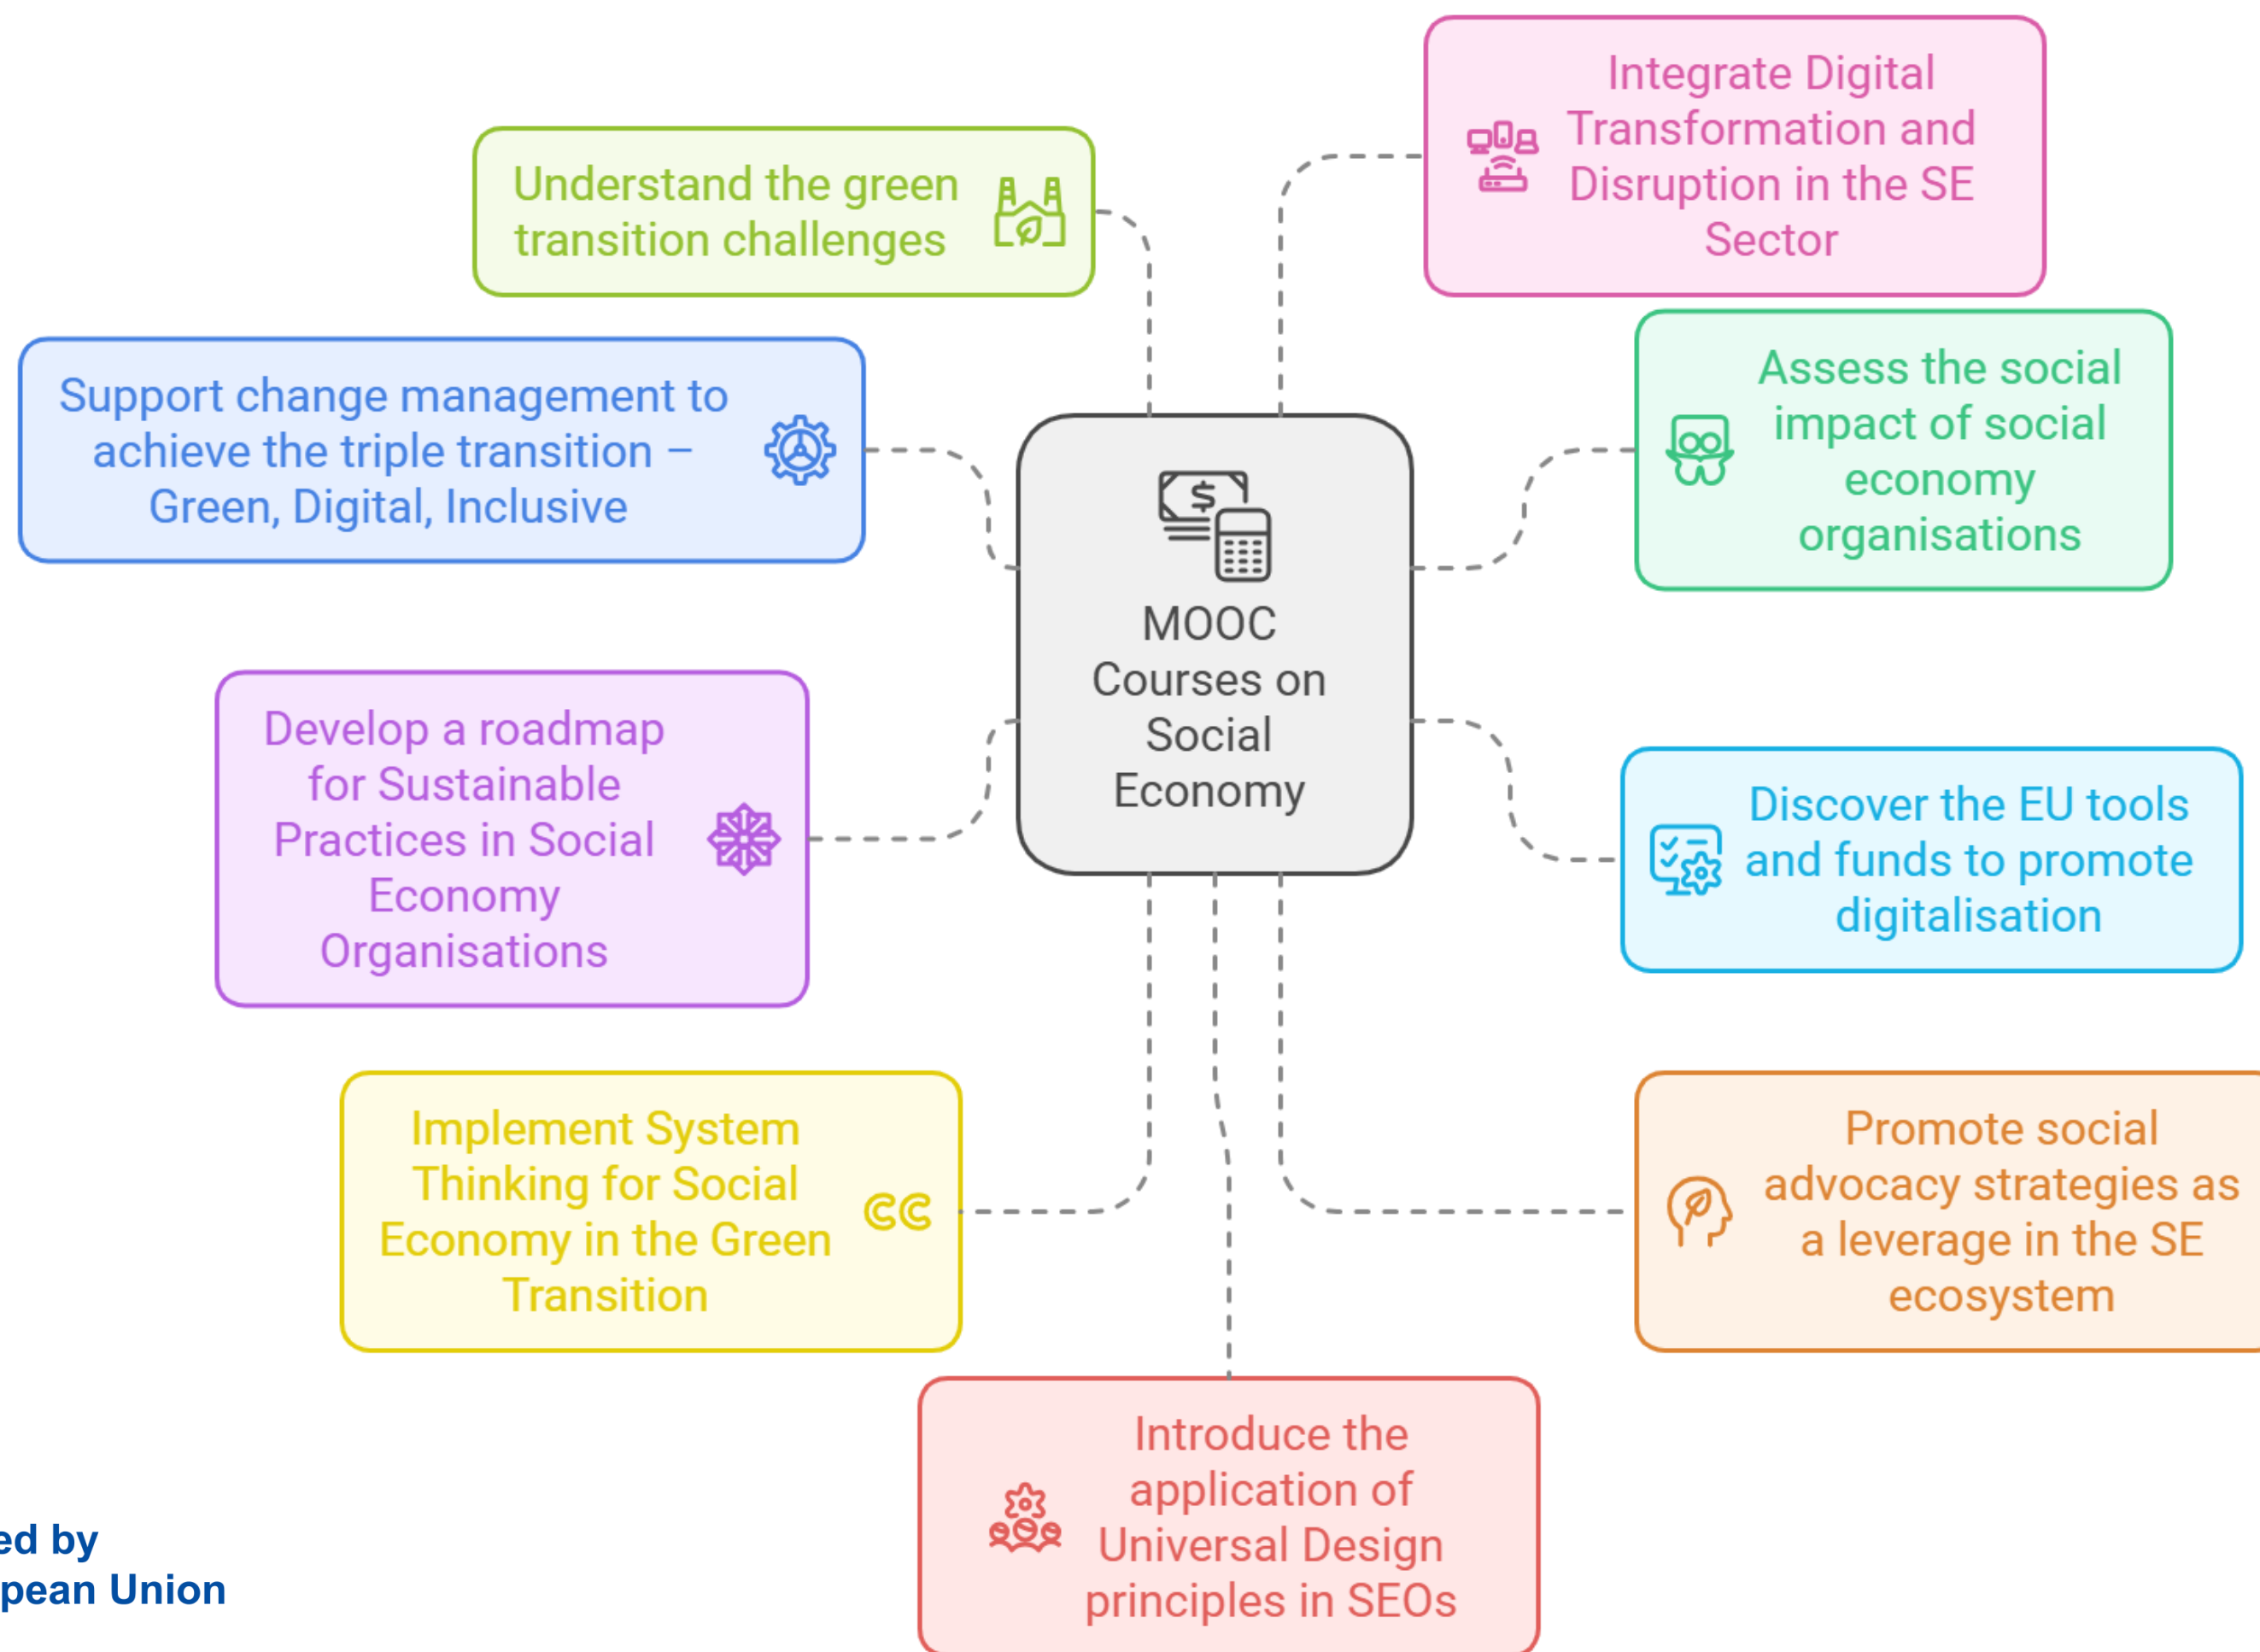 Integrate Digital
Transformation and
Disruption in the SE
Sector
Understand the green
transition challenges
Support change management to
achieve the triple transition –
Green, Digital, Inclusive
Assess the social
impact of social
economy
organisations
MOOC
Courses on
Social
Economy
Develop a roadmap
for Sustainable
Practices in Social
Economy
Organisations
Discover the EU tools
and funds to promote
digitalisation
Implement System
Thinking for Social
Economy in the Green
Transition
Promote social
advocacy strategies as
a leverage in the SE
ecosystem
Introduce the
application of
Universal Design
principles in SEOs
ed by
pean Union